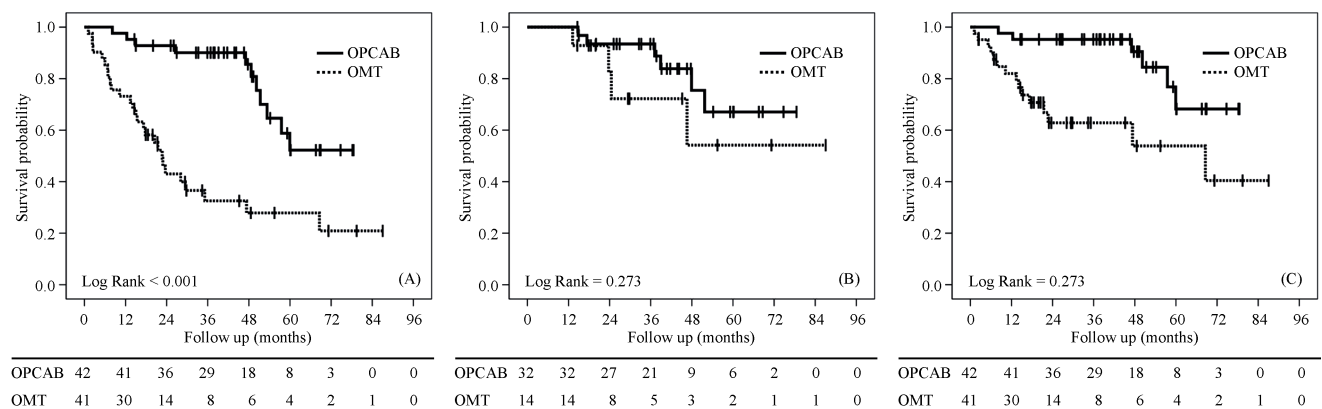 1.0
0.8
0.6
0.4
0.2
0.0
Survival probability
OPCAB
OMT
Log Rank < 0.001
(A)
0 12 24 36 48 60 72 84 96
Follow up (months)
OPCAB 42 41 36 29 18 8 3 0 0
OMT 41 30 14 8 6 4 2 1 0
1.0
0.8
0.6
0.4
0.2
0.0
Survival probability
OPCAB
OMT
Log Rank = 0.273
(B)
0 12 24 36 48 60 72 84 96
Follow up (months)
OPCAB 32 32 27 21 9 6 2 0 0
OMT 14 14 8 5 3 2 1 1 0
1.0
0.8
0.6
0.4
0.2
0.0
Survival probability
OPCAB
OMT
Log Rank = 0.273
(C)
0 12 24 36 48 60 72 84 96
Follow up (months)
OPCAB 42 41 36 29 18 8 3 0 0
OMT 41 30 14 8 6 4 2 1 0